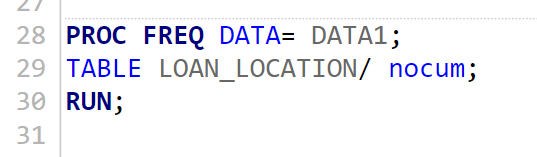 27
28 PROC FREQ DATA= DATA1;
29 TABLE LOAN_LOCATION/ nocum;
30 RUN;
31